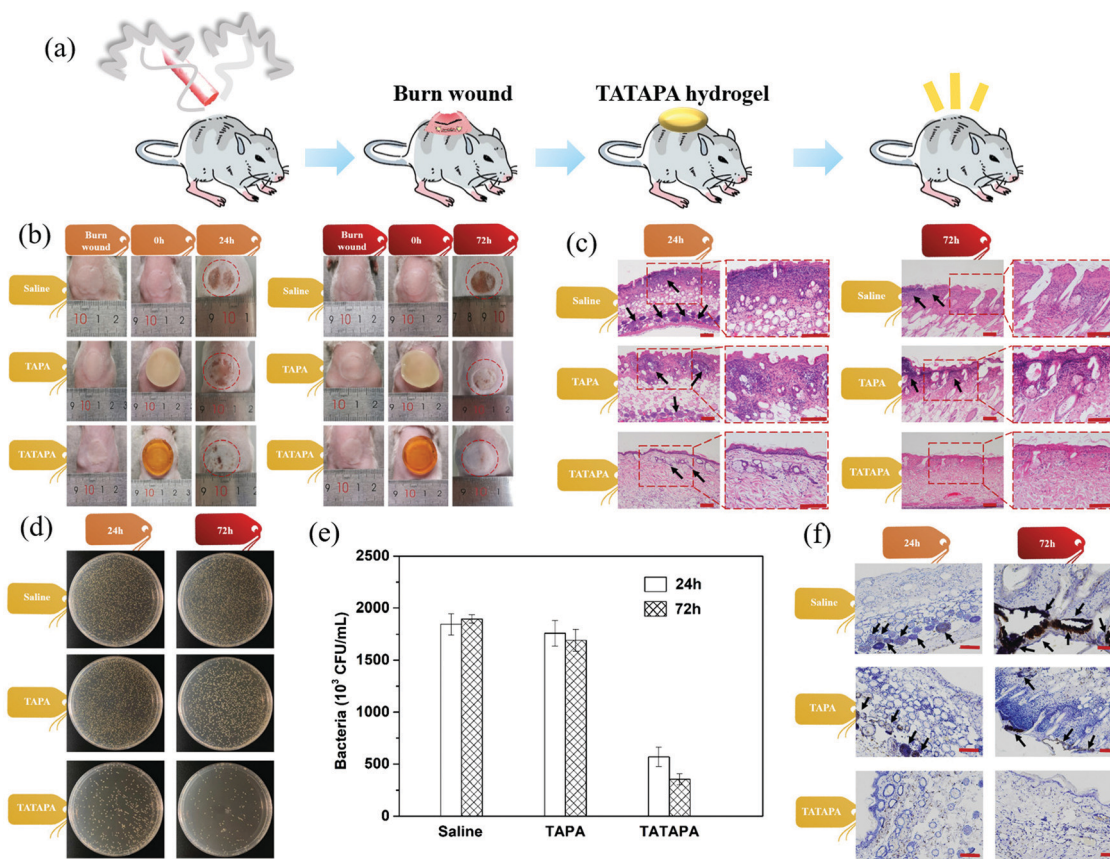 (a)
Burn wound
TATAPA hydrogel
(b)
Burn
wound
0h
24h
Burn
wound
0h
72h
Saline
Saline
TAPA
TAPA
TATAPA
TATAPA
(c)
24h
72h
Saline
Saline
TAPA
TAPA
TATAPA
TATAPA
(d)
24h
72h
Saline
TAPA
TATAPA
(e)
2500
2000
1500
1000
500
0
Bacteria (10³ CFU/mL)
24h
72h
Saline
TAPA
TATAPA
(f)
24h
72h
Saline
TAPA
TATAPA